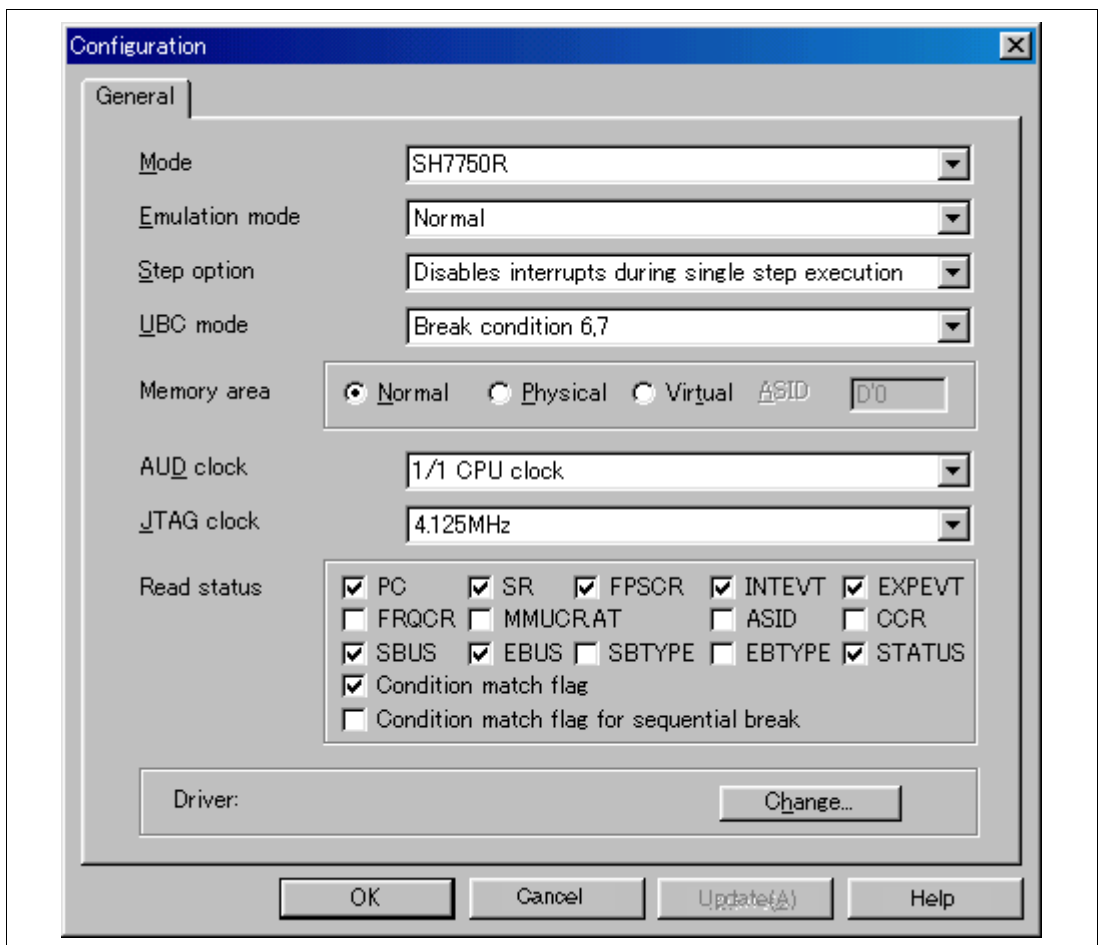 Configuration
General
Mode SH7750R
Emulation mode Normal
Step option Disables interrupts during single step execution
UBC mode Break condition 6,7
Memory area Normal Physical Virtual ASID D'0
AUD clock 1/1 CPU clock
JTAG clock 4.125MHz
Read status PC SR FPSCR INTEVT EXPEVT
FRQCR MMUCR.AT ASID CCR
SBUS EBUS SBTYPE EBTYPE STATUS
Condition match flag
Condition match flag for sequential break
Driver: Change...
OK Cancel Update(A) Help